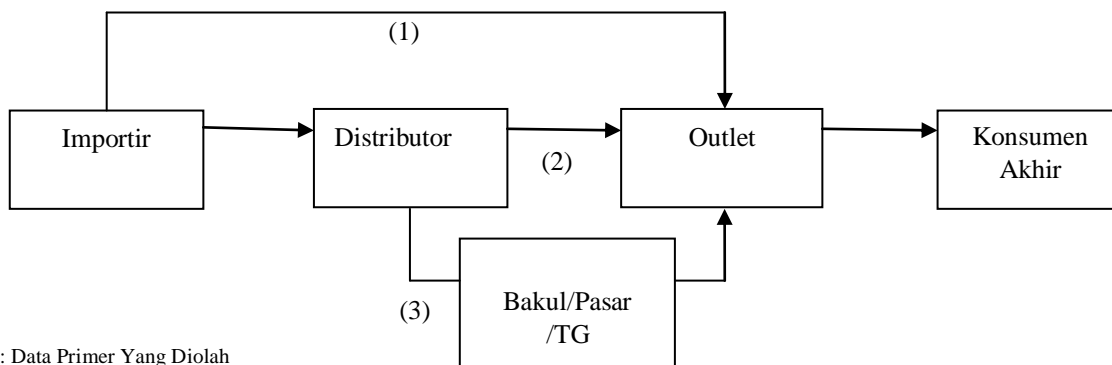 (1)
Importir
Distributor
(2)
Outlet
Konsumen
Akhir
(3)
Bakul/Pasar
/TG
: Data Primer Yang Diolah